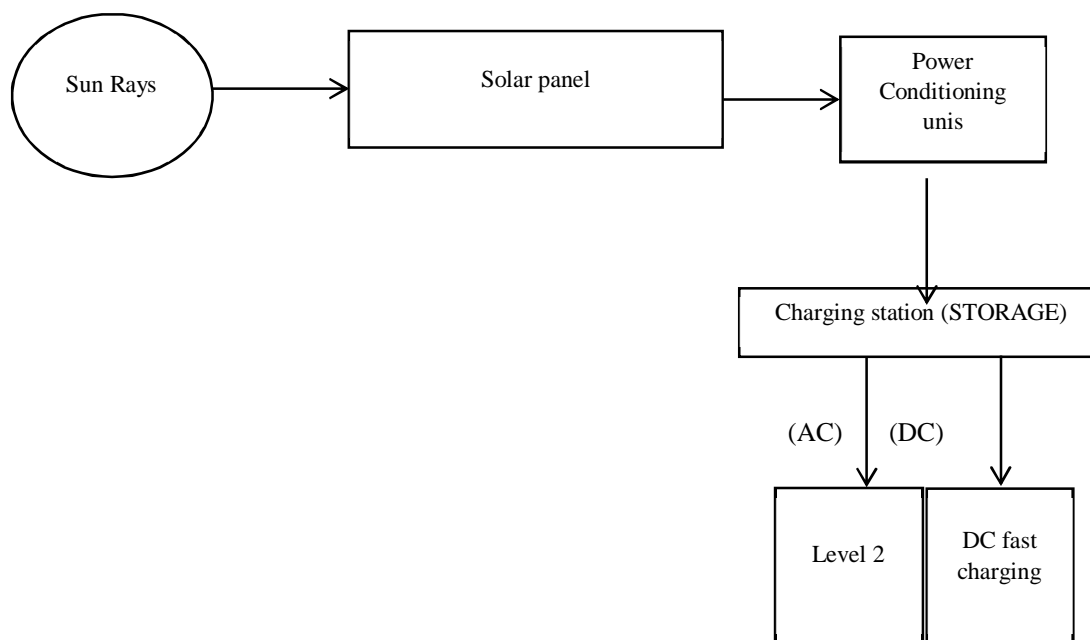 Sun Rays
Solar panel
Power
Conditioning
unis
Charging station (STORAGE)
(AC)
(DC)
Level 2
DC fast
charging